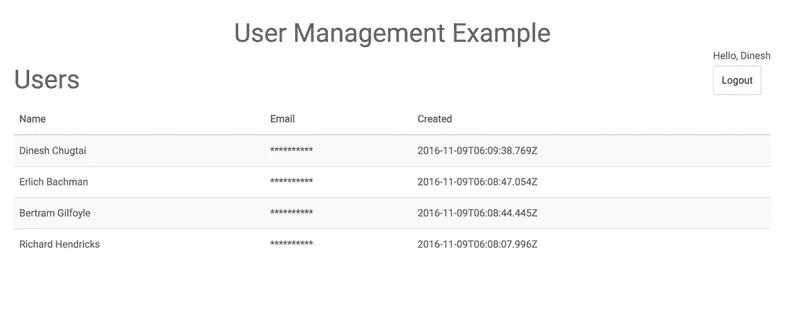 User Management Example
Hello, Dinesh
Users
Logout
Name Email Created
Dinesh Chugtai ********** 2016-11-09T06:09:38.769Z
Erlich Bachman ********** 2016-11-09T06:08:47.054Z
Bertram Gilfoyle ********** 2016-11-09T06:08:44.445Z
Richard Hendricks ********** 2016-11-09T06:08:07.996Z